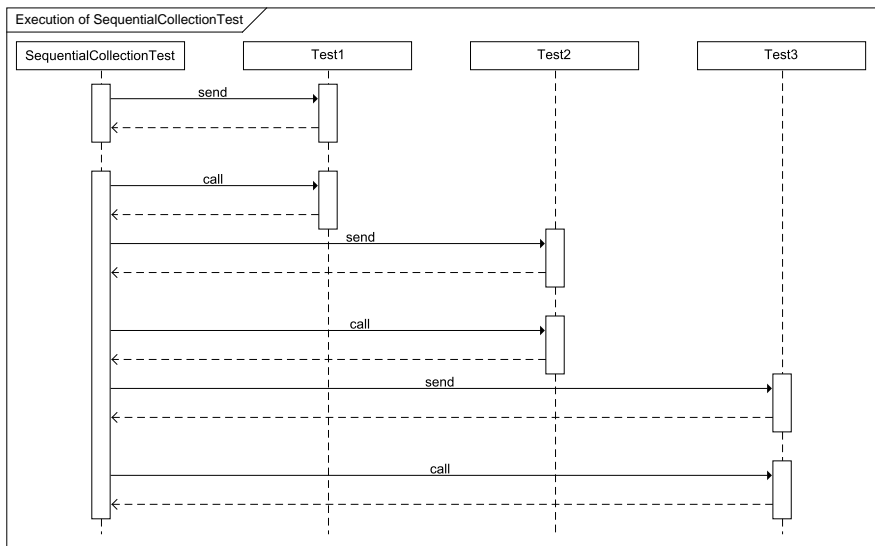 Execution of SequentialCollectionTest
SequentialCollectionTest
Test1
Test2
Test3
send
call
send
call
send
call